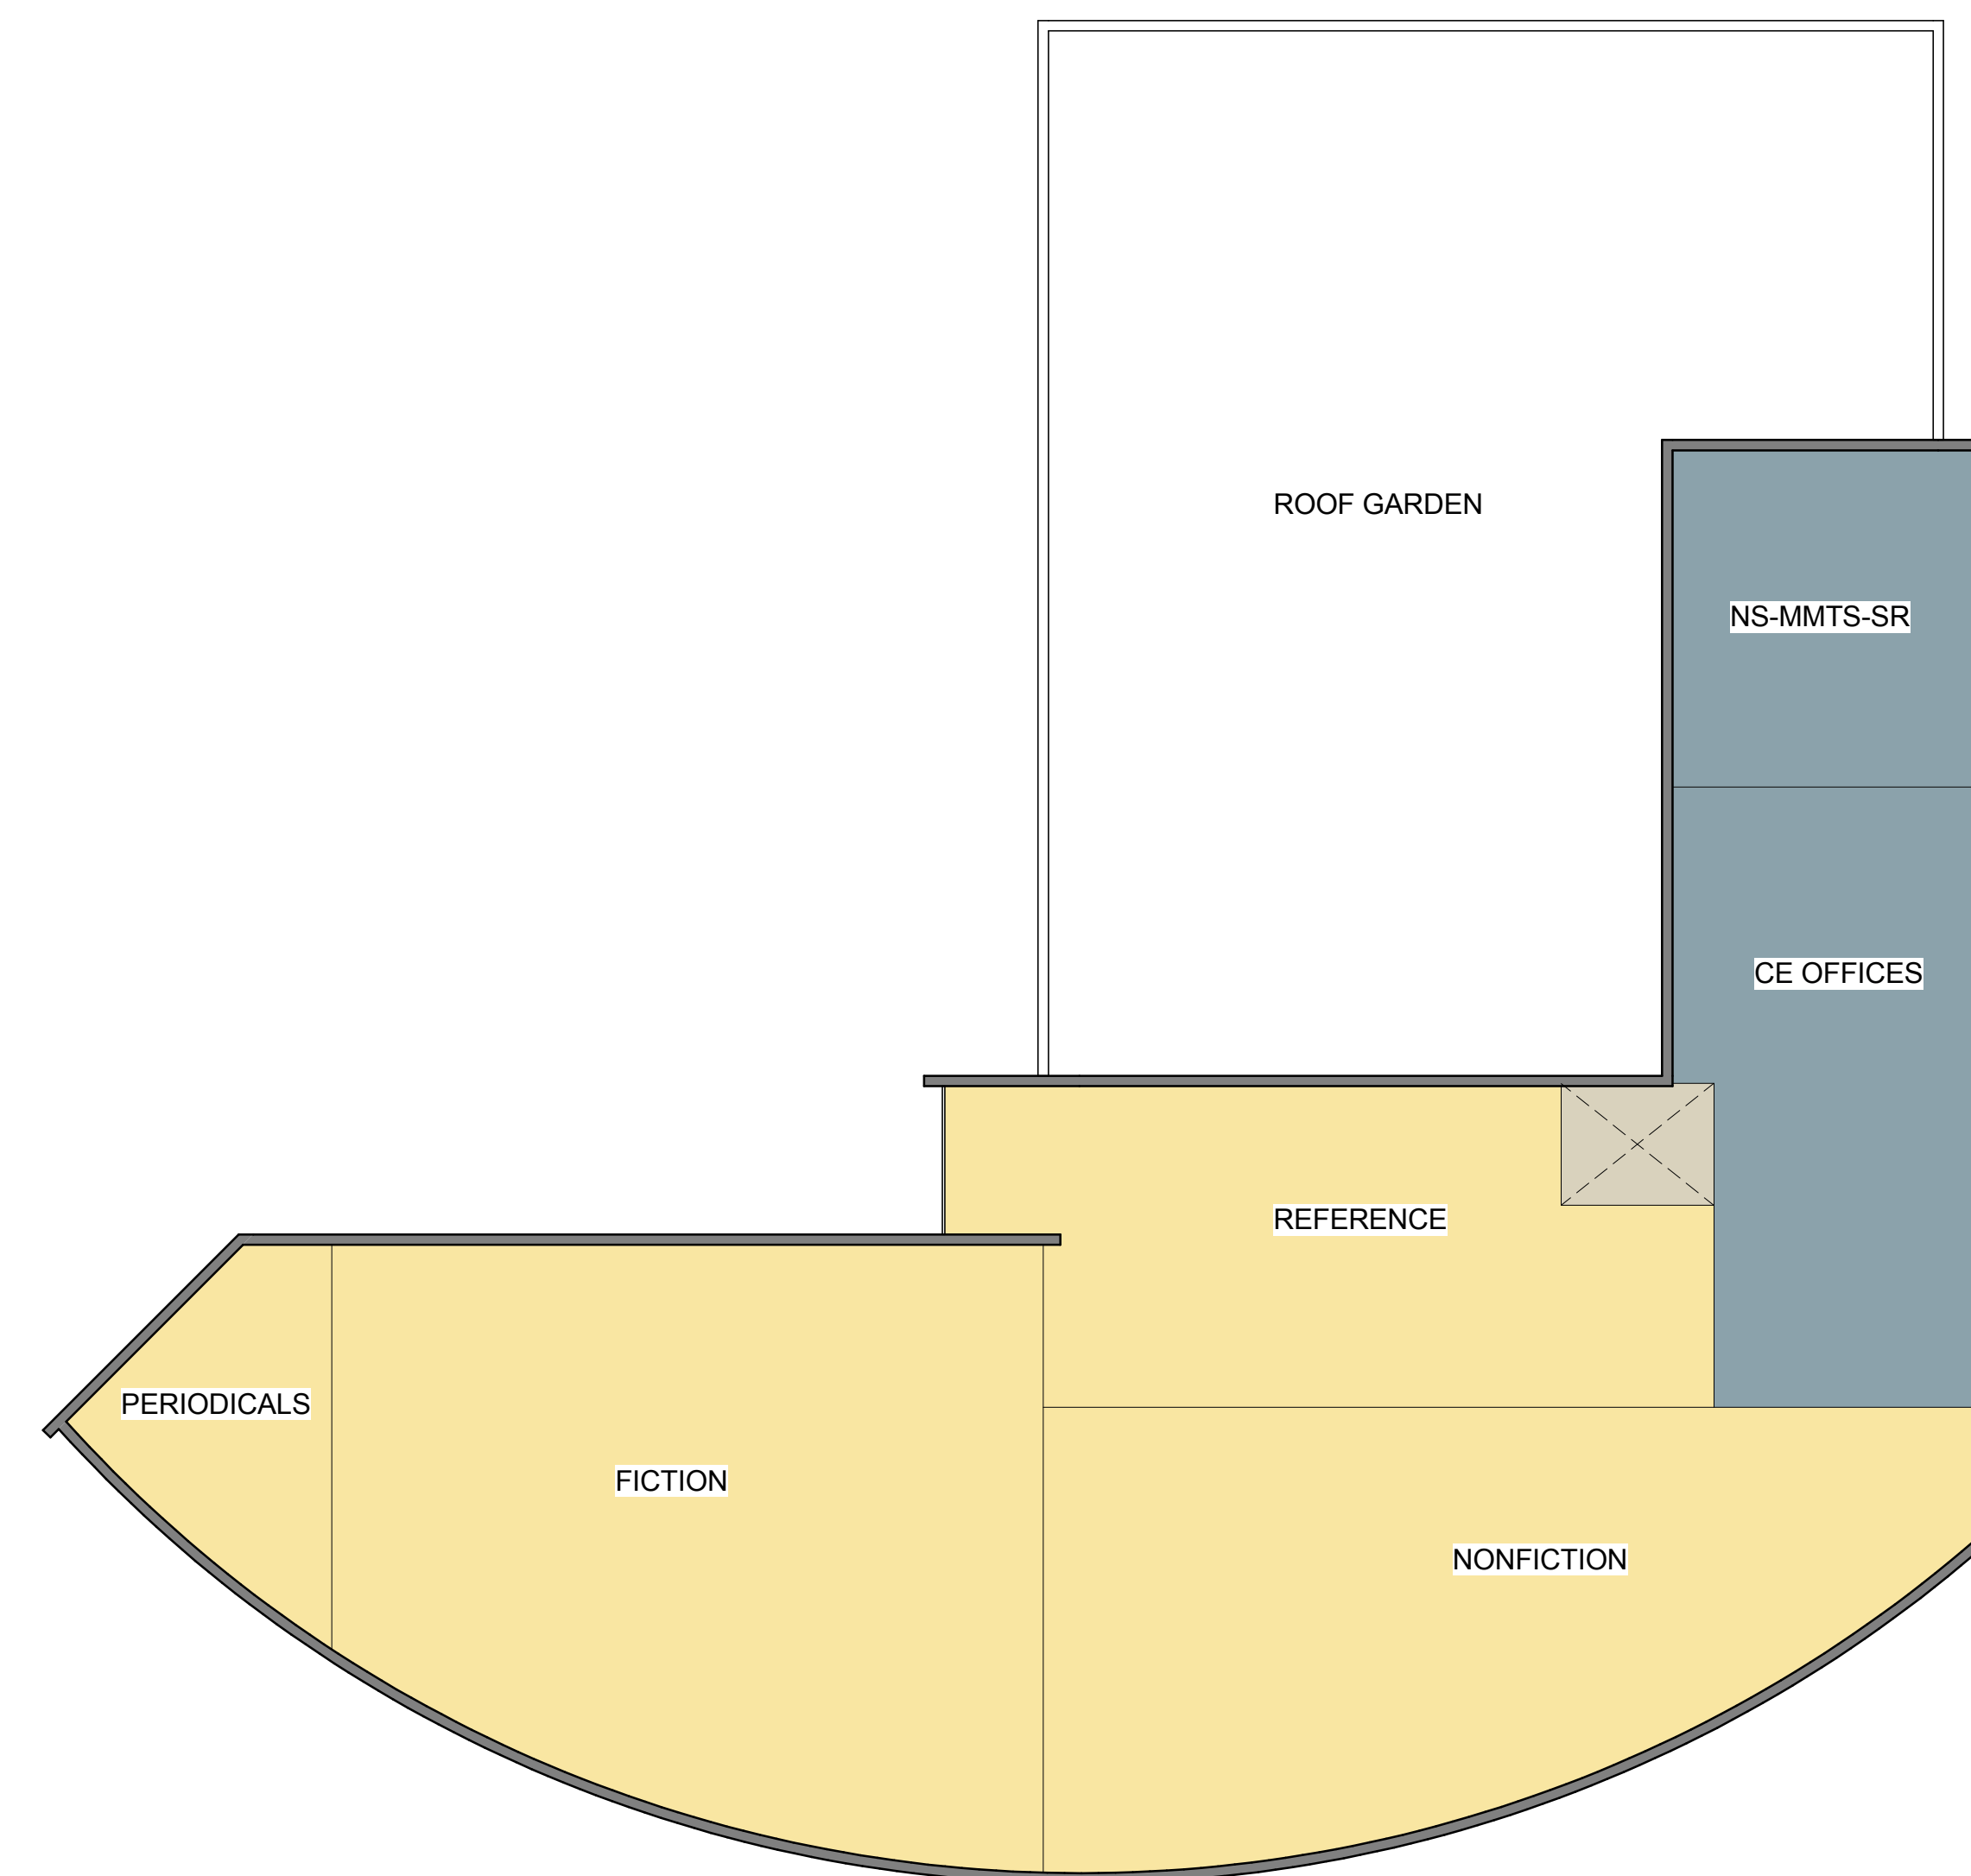 ROOF GARDEN
NS-MMTS-SR
CE OFFICES
REFERENCE
PERIODICALS
FICTION
NONFICTION